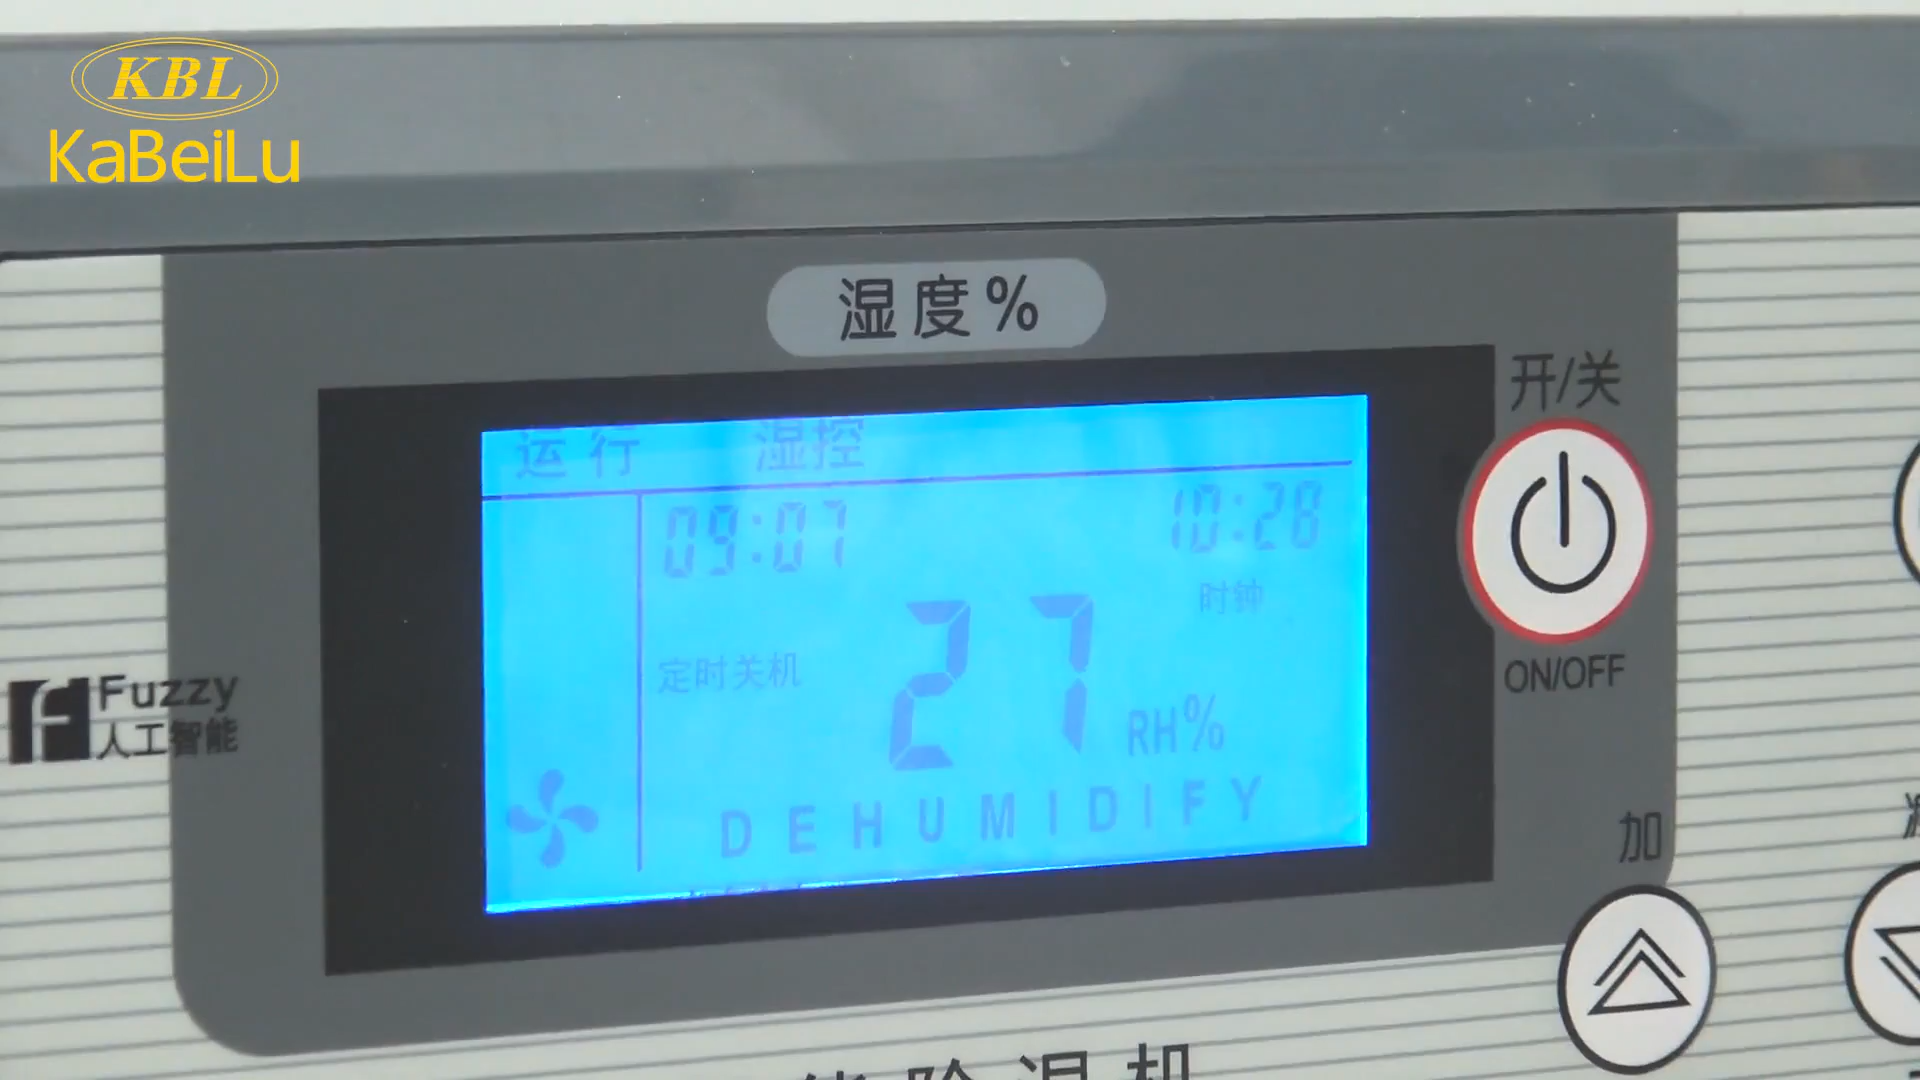 KBL
KaBeiLu
湿度%
开/关
运行 湿控
09:07 10:28
时钟
定时关机
27 RH%
ON/OFF
Fuzzy
人工智能
DEHUMIDIFY
加
除湿机